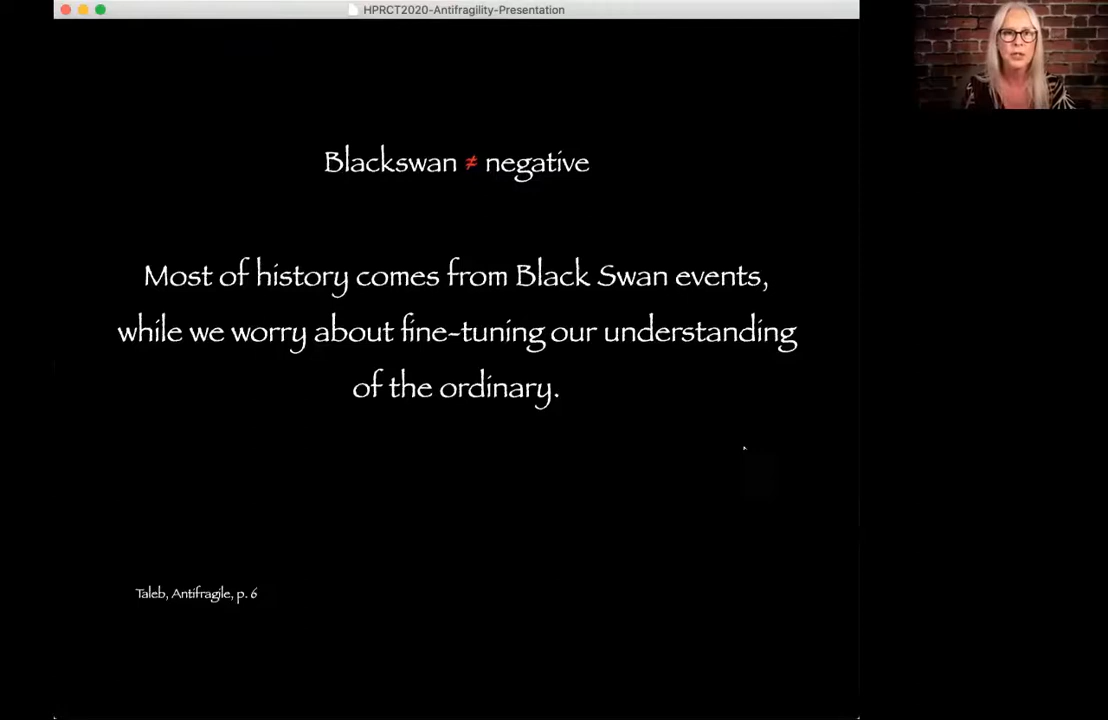 HPRCT2020-Antifragility-Presentation
Blackswan ≠ negative
Most of history comes from Black Swan events,
while we worry about fine-tuning our understanding
of the ordinary.
Taleb, Antifragile, p. 6